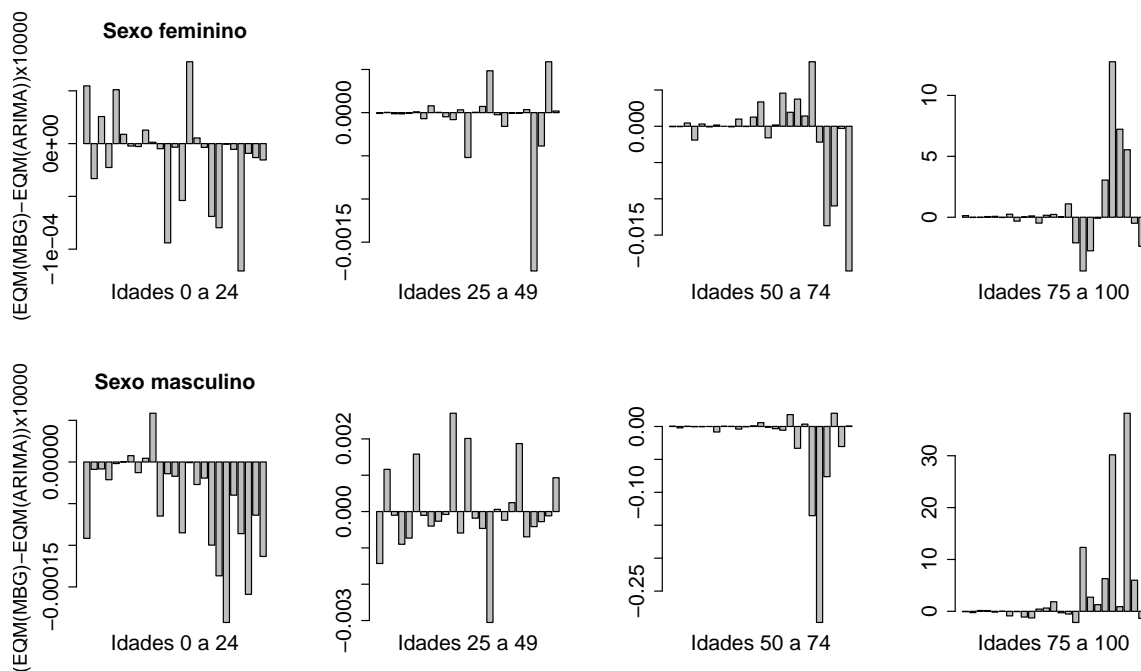 Sexo feminino
(EQM(MBG)−EQM(ARIMA))x10000
−1e−04
0e+00
Idades 0 a 24
−0.0015
0.0000
Idades 25 a 49
−0.015
0.000
Idades 50 a 74
0
5
10
Idades 75 a 100
Sexo masculino
(EQM(MBG)−EQM(ARIMA))x10000
−0.00015
0.00000
Idades 0 a 24
−0.003
0.000
0.002
Idades 25 a 49
−0.25
−0.10
0.00
Idades 50 a 74
0
10
20
30
Idades 75 a 100